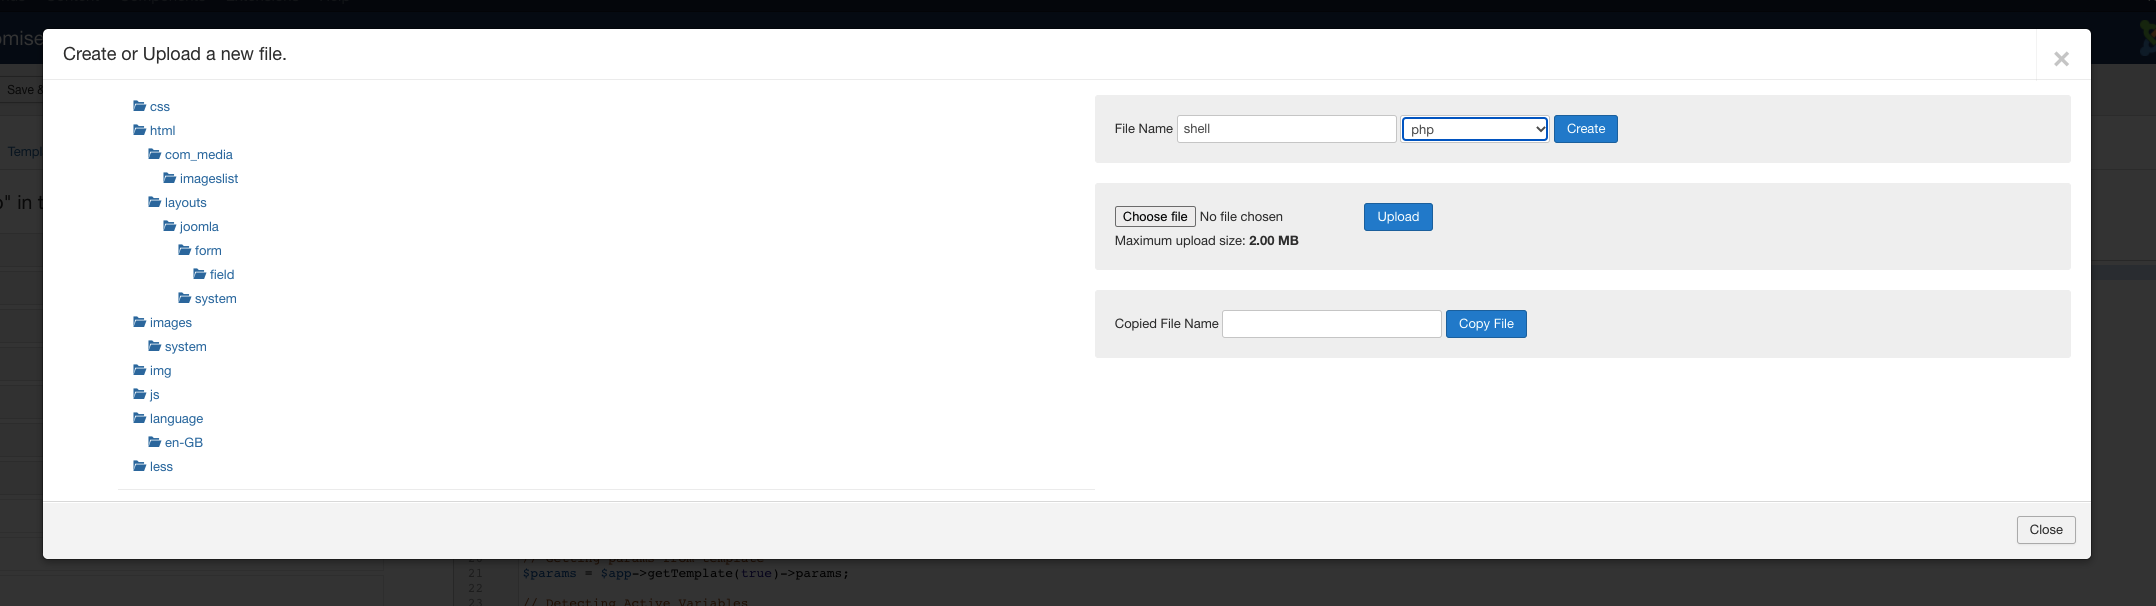 Create or Upload a new file.
×
Save &
css
html
com_media
imageslist
layouts
joomla
form
field
system
images
system
img
js
language
en-GB
less
File Name shell php Create
Choose file No file chosen Upload
Maximum upload size: 2.00 MB
Copied File Name Copy File
Close
" in t
21 $params = $app->getTemplate(true)->params;
22
23 // Detecting Active Variables